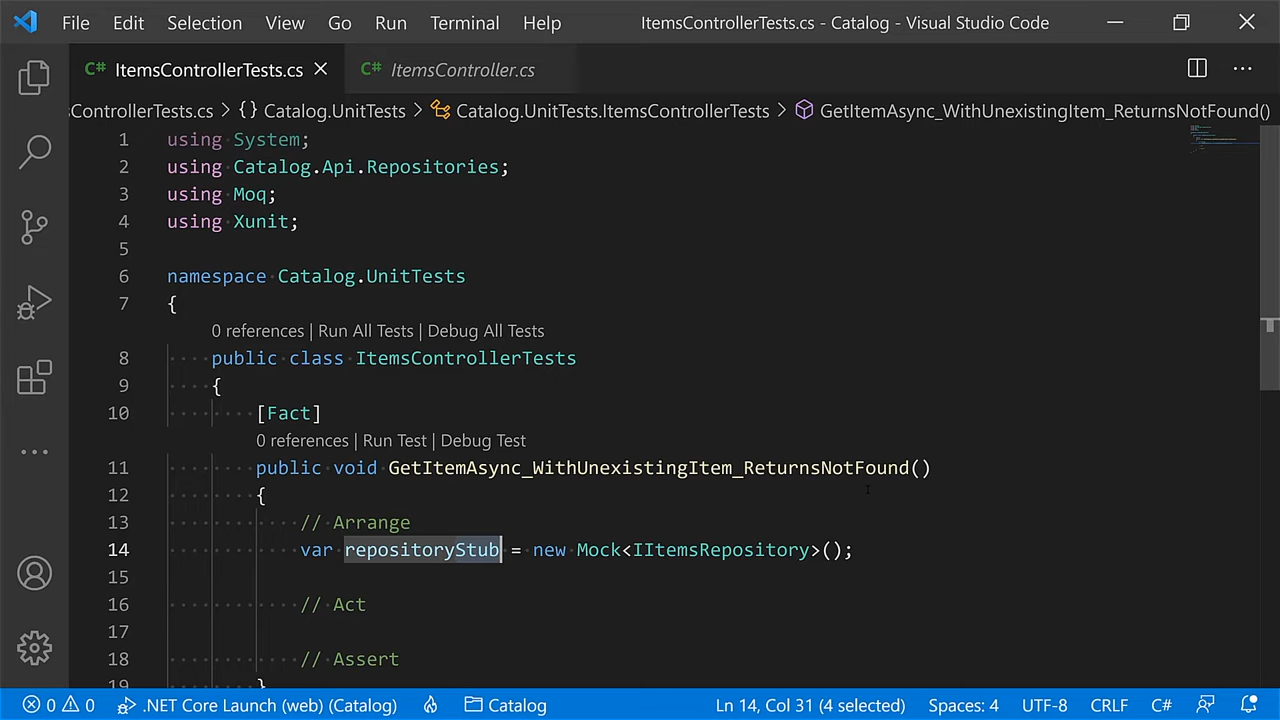 File Edit Selection View Go Run Terminal Help ItemsControllerTests.cs - Catalog - Visual Studio Code
C# ItemsControllerTests.cs C# ItemsController.cs
sControllerTests.cs > {} Catalog.UnitTests > Catalog.UnitTests.ItemsControllerTests > GetItemAsync_WithUnexistingItem_ReturnsNotFound()
1 using System;
2 using Catalog.Api.Repositories;
3 using Moq;
4 using Xunit;
5
6 namespace Catalog.UnitTests
7 {
0 references | Run All Tests | Debug All Tests
8 public class ItemsControllerTests
9 {
10 [Fact]
0 references | Run Test | Debug Test
11 public void GetItemAsync_WithUnexistingItem_ReturnsNotFound()
12 {
13 // Arrange
14 var repositoryStub = new Mock<IItemsRepository>();
15
16 // Act
17
18 // Assert
19 }
0 0 .NET Core Launch (web) (Catalog) Catalog Ln 14, Col 31 (4 selected) Spaces: 4 UTF-8 CRLF C#